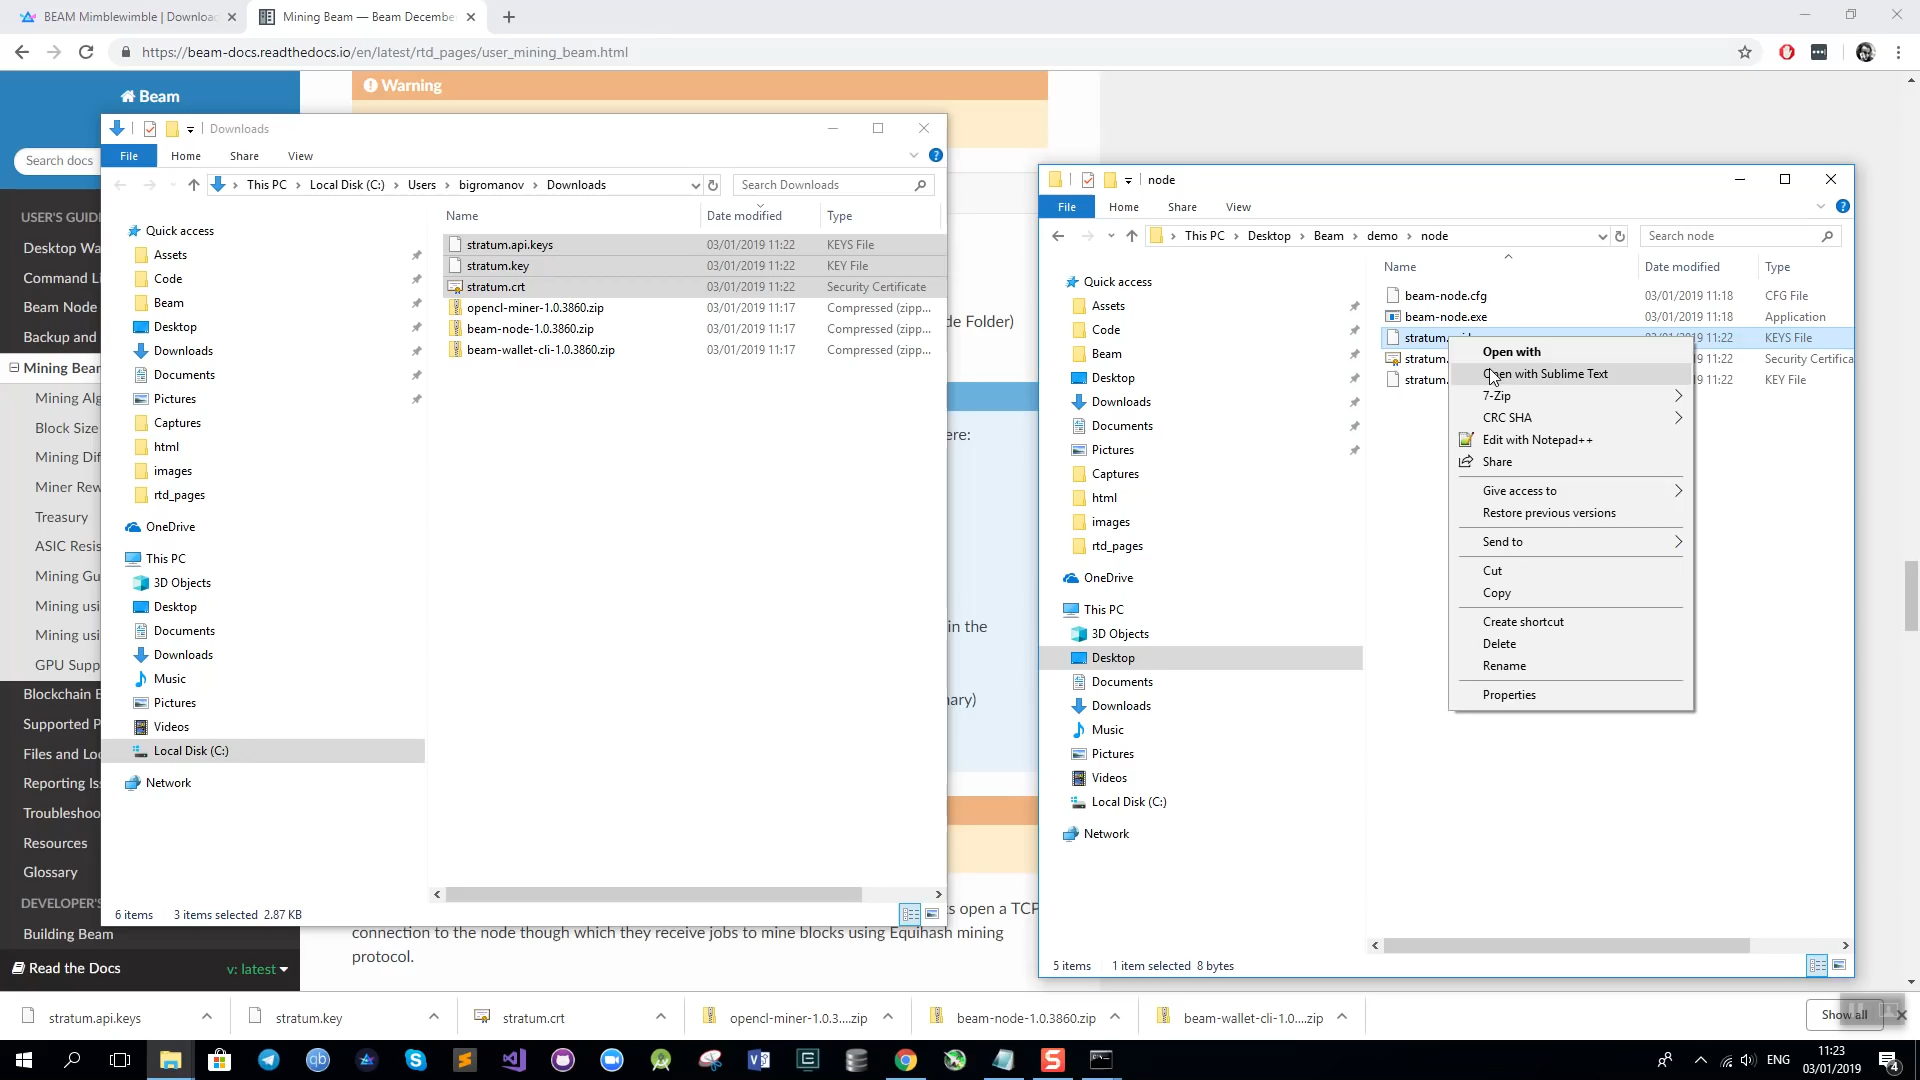 BEAM Mimblewimble | Downloa
Mining Beam — Beam Decembe
https://beam-docs.readthedocs.io/en/latest/rtd_pages/user_mining_beam.html
Beam
Search docs
USER'S GUIDE
Desktop Wa
Command Li
Beam Node
Backup and
Mining Bear
Mining Alg
Block Size
Mining Dif
Miner Rew
Treasury
ASIC Resis
Mining Gu
Mining usi
Mining usi
GPU Supp
Blockchain E
Supported P
Files and Loc
Reporting Iss
Troubleshoo
Resources
Glossary
DEVELOPER'S
Building Beam
Read the Docs
v: latest
Warning
de Folder)
ere:
in the
nary)
s open a TCP
connection to the node though which they receive jobs to mine blocks using Equihash mining
protocol.
Downloads
File Home Share View
This PC › Local Disk (C:) › Users › bigromanov › Downloads
Search Downloads
Quick access
Assets
Code
Beam
Desktop
Downloads
Documents
Pictures
Captures
html
images
rtd_pages
OneDrive
This PC
3D Objects
Desktop
Documents
Downloads
Music
Pictures
Videos
Local Disk (C:)
Network
Name Date modified Type
stratum.api.keys 03/01/2019 11:22 KEYS File
stratum.key 03/01/2019 11:22 KEY File
stratum.crt 03/01/2019 11:22 Security Certificate
opencl-miner-1.0.3860.zip 03/01/2019 11:17 Compressed (zipp...
beam-node-1.0.3860.zip 03/01/2019 11:17 Compressed (zipp...
beam-wallet-cli-1.0.3860.zip 03/01/2019 11:17 Compressed (zipp...
6 items 3 items selected 2.87 KB
node
File Home Share View
This PC › Desktop › Beam › demo › node
Search node
Quick access
Assets
Code
Beam
Desktop
Downloads
Documents
Pictures
Captures
html
images
rtd_pages
OneDrive
This PC
3D Objects
Desktop
Documents
Downloads
Music
Pictures
Videos
Local Disk (C:)
Network
Name Date modified Type
beam-node.cfg 03/01/2019 11:18 CFG File
beam-node.exe 03/01/2019 11:18 Application
stratum. 03/01/2019 11:22 KEYS File
stratum. 19 11:22 Security Certifica
stratum. 19 11:22 KEY File
Open with
Open with Sublime Text
7-Zip
CRC SHA
Edit with Notepad++
Share
Give access to
Restore previous versions
Send to
Cut
Copy
Create shortcut
Delete
Rename
Properties
5 items 1 item selected 8 bytes
stratum.api.keys
stratum.key
stratum.crt
opencl-miner-1.0.3....zip
beam-node-1.0.3860.zip
beam-wallet-cli-1.0....zip
Show all
ENG
11:23
03/01/2019
4